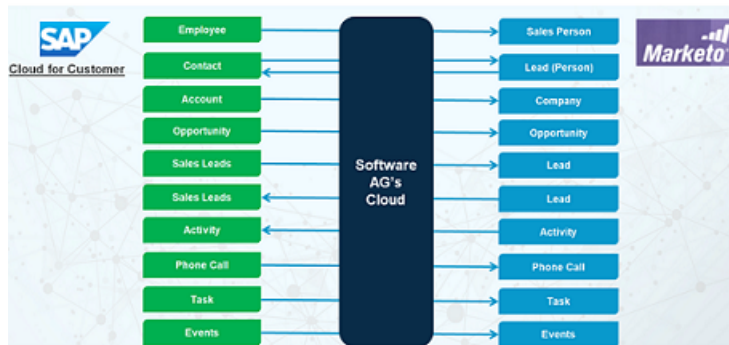 SAP
Cloud for Customer
Employee
Contact
Account
Opportunity
Sales Leads
Sales Leads
Activity
Phone Call
Task
Events
Software
AG's
Cloud
Sales Person
Lead (Person)
Company
Opportunity
Lead
Lead
Activity
Phone Call
Task
Events
Marketo